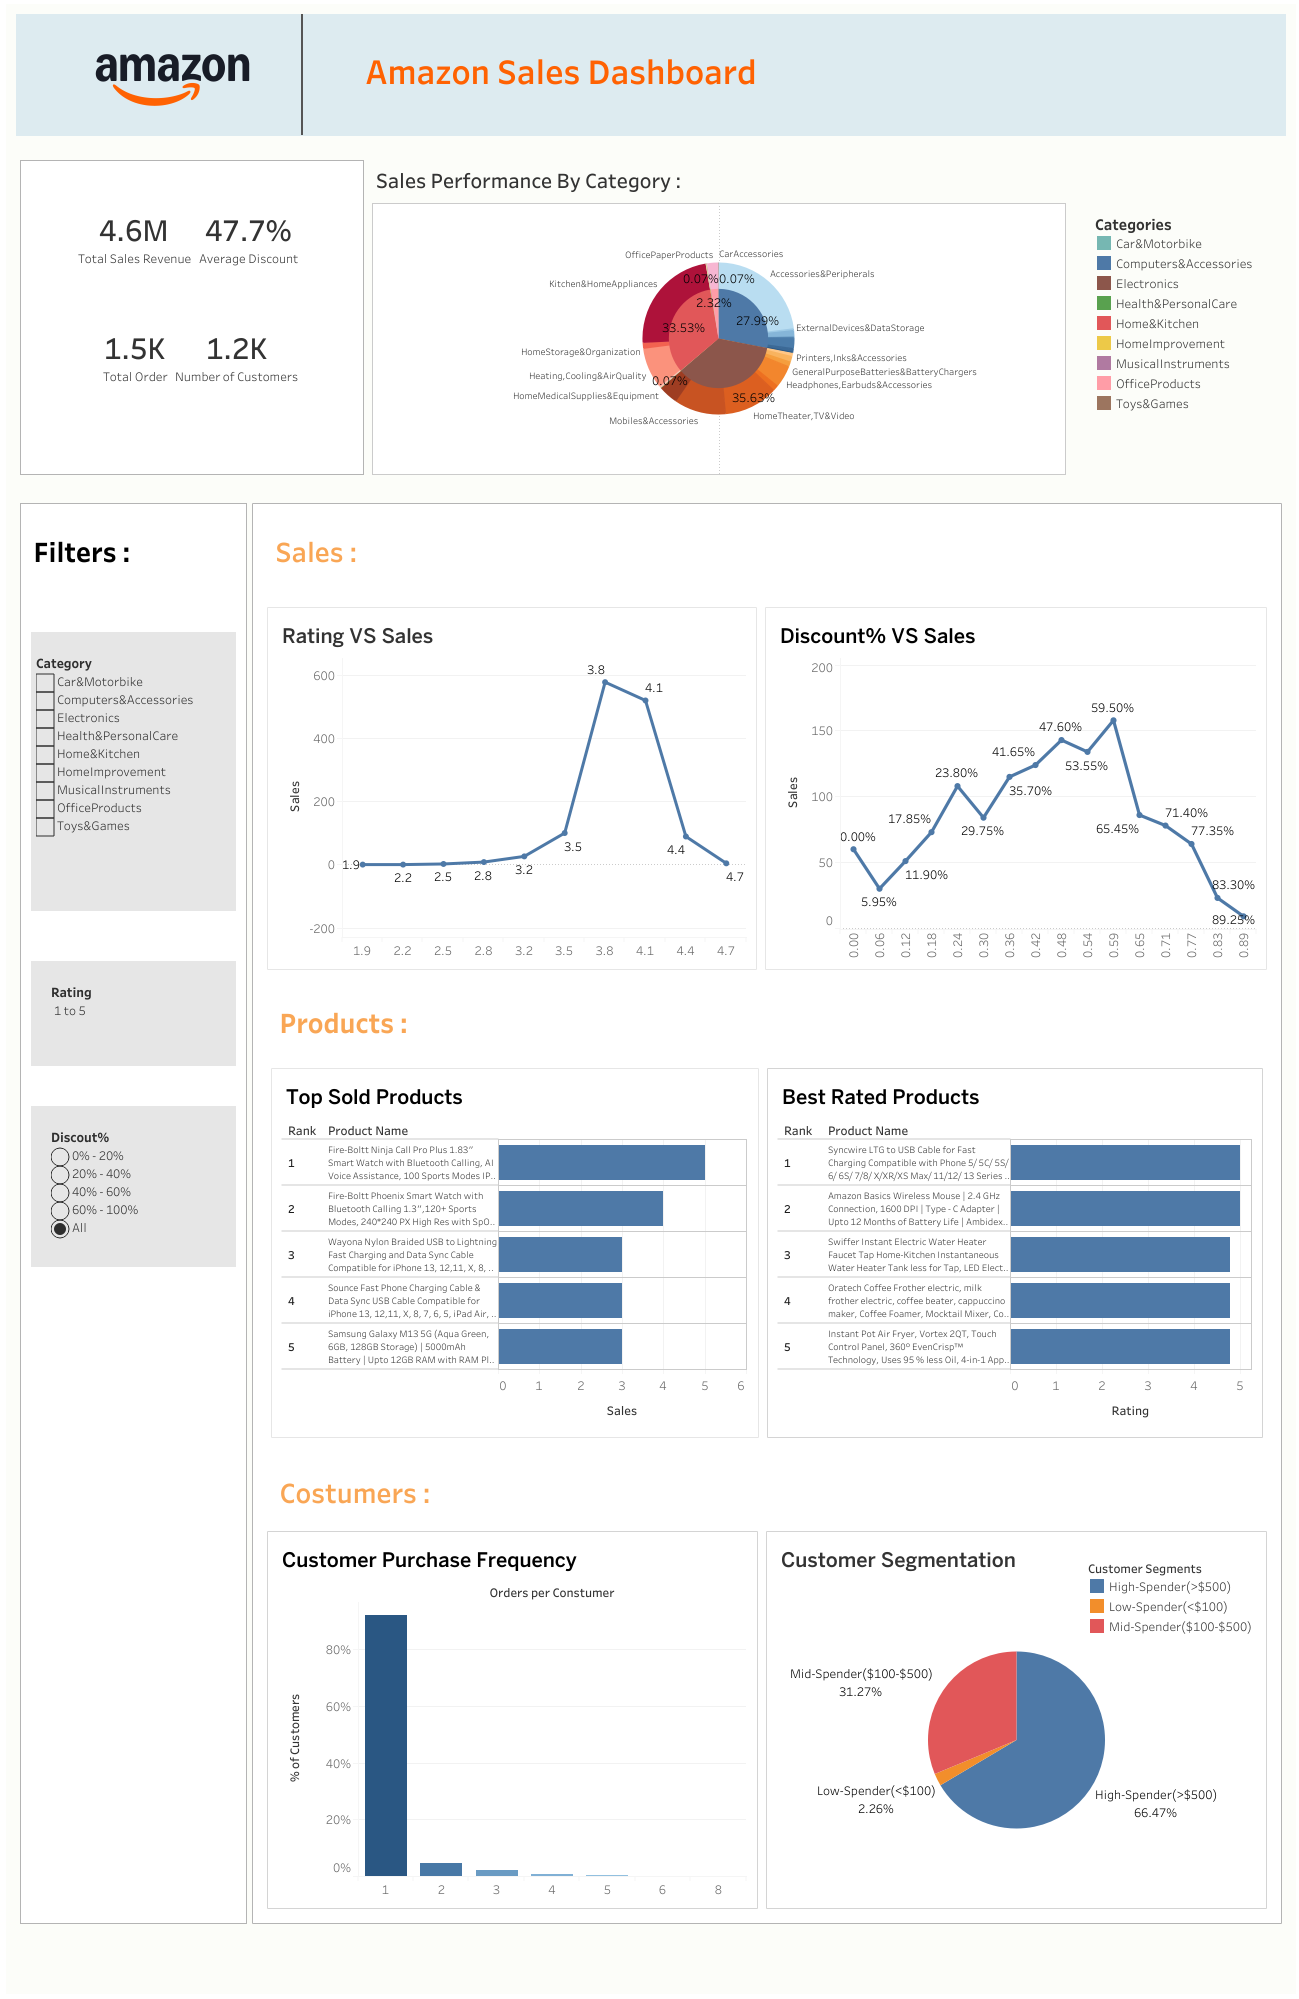 amazon
Amazon Sales Dashboard
4.6M 47.7%
Total Sales Revenue Average Discount
1.5K 1.2K
Total Order Number of Customers
Sales Performance By Category :
OfficePaperProducts CarAccessories
Kitchen&HomeAppliances
Accessories&Peripherals
0.07% 0.07%
2.32%
27.99%
33.53%
ExternalDevices&DataStorage
HomeStorage&Organization
Printers,Inks&Accessories
GeneralPurposeBatteries&BatteryChargers
Heating,Cooling&AirQuality
0.07%
Headphones,Earbuds&Accessories
HomeMedicalSupplies&Equipment
35.63%
Mobiles&Accessories
HomeTheater,TV&Video
Categories
Car&Motorbike
Computers&Accessories
Electronics
Health&PersonalCare
Home&Kitchen
HomeImprovement
MusicalInstruments
OfficeProducts
Toys&Games
Filters :
Category
Car&Motorbike
Computers&Accessories
Electronics
Health&PersonalCare
Home&Kitchen
HomeImprovement
MusicalInstruments
OfficeProducts
Toys&Games
Rating
1 to 5
Discout%
0% - 20%
20% - 40%
40% - 60%
60% - 100%
All
Sales :
Rating VS Sales
600
400
200
0
-200
Sales
1.9
2.2
2.5
2.8
3.2
3.5
3.8
4.1
4.4
4.7
1.9 2.2 2.5 2.8 3.2 3.5 3.8 4.1 4.4 4.7
Discount% VS Sales
200
150
100
50
0
Sales
0.00%
5.95%
11.90%
17.85%
23.80%
29.75%
35.70%
41.65%
47.60%
53.55%
59.50%
65.45%
71.40%
77.35%
83.30%
89.25%
0.00 0.06 0.12 0.18 0.24 0.30 0.36 0.42 0.48 0.54 0.59 0.65 0.71 0.77 0.83 0.89
Products :
Top Sold Products
Rank Product Name
1
Fire-Boltt Ninja Call Pro Plus 1.83"
Smart Watch with Bluetooth Calling, AI
Voice Assistance, 100 Sports Modes IP..
2
Fire-Boltt Phoenix Smart Watch with
Bluetooth Calling 1.3",120+ Sports
Modes, 240*240 PX High Res with SpO..
3
Wayona Nylon Braided USB to Lightning
Fast Charging and Data Sync Cable
Compatible for iPhone 13, 12,11, X, 8, ..
4
Sounce Fast Phone Charging Cable &
Data Sync USB Cable Compatible for
iPhone 13, 12,11, X, 8, 7, 6, 5, iPad Air, ..
5
Samsung Galaxy M13 5G (Aqua Green,
6GB, 128GB Storage) | 5000mAh
Battery | Upto 12GB RAM with RAM Pl..
0 1 2 3 4 5 6
Sales
Best Rated Products
Rank Product Name
1
Syncwire LTG to USB Cable for Fast
Charging Compatible with Phone 5/ 5C/ 5S/
6/ 6S/ 7/8/ X/XR/XS Max/ 11/12/ 13 Series ..
2
Amazon Basics Wireless Mouse | 2.4 GHz
Connection, 1600 DPI | Type - C Adapter |
Upto 12 Months of Battery Life | Ambidex..
3
Swiffer Instant Electric Water Heater
Faucet Tap Home-Kitchen Instantaneous
Water Heater Tank less for Tap, LED Elect..
4
Oratech Coffee Frother electric, milk
frother electric, coffee beater, cappuccino
maker, Coffee Foamer, Mocktail Mixer, Co..
5
Instant Pot Air Fryer, Vortex 2QT, Touch
Control Panel, 360° EvenCrisp™
Technology, Uses 95 % less Oil, 4-in-1 App..
0 1 2 3 4 5
Rating
Costumers :
Customer Purchase Frequency
Orders per Constumer
80%
60%
40%
20%
0%
% of Customers
1 2 3 4 5 6 8
Customer Segmentation
Customer Segments
High-Spender(>$500)
Low-Spender(<$100)
Mid-Spender($100-$500)
Mid-Spender($100-$500)
31.27%
Low-Spender(<$100)
2.26%
High-Spender(>$500)
66.47%